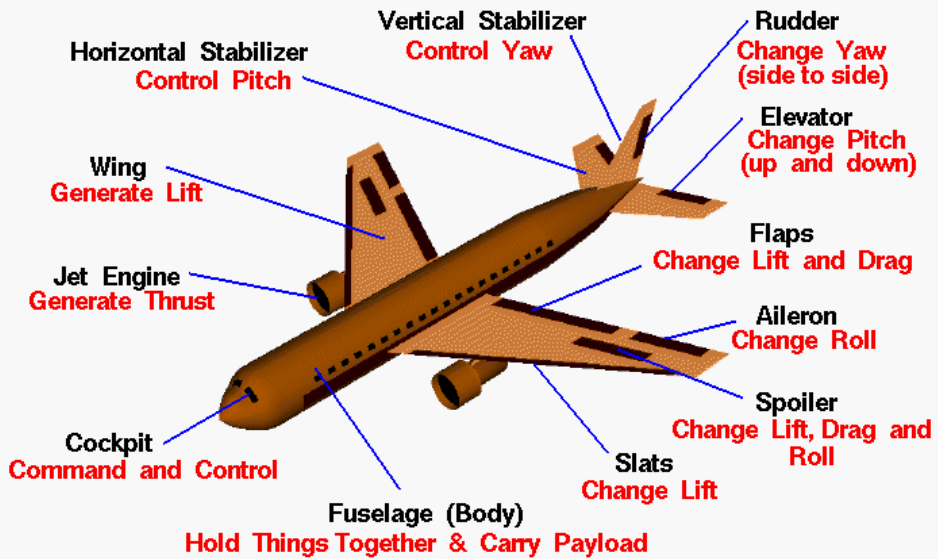 Vertical Stabilizer
Control Yaw
Rudder
Change Yaw
(side to side)
Horizontal Stabilizer
Control Pitch
Elevator
Change Pitch
(up and down)
Wing
Generate Lift
Flaps
Change Lift and Drag
Jet Engine
Generate Thrust
Aileron
Change Roll
Spoiler
Change Lift, Drag and
Roll
Cockpit
Command and Control
Slats
Change Lift
Fuselage (Body)
Hold Things Together & Carry Payload